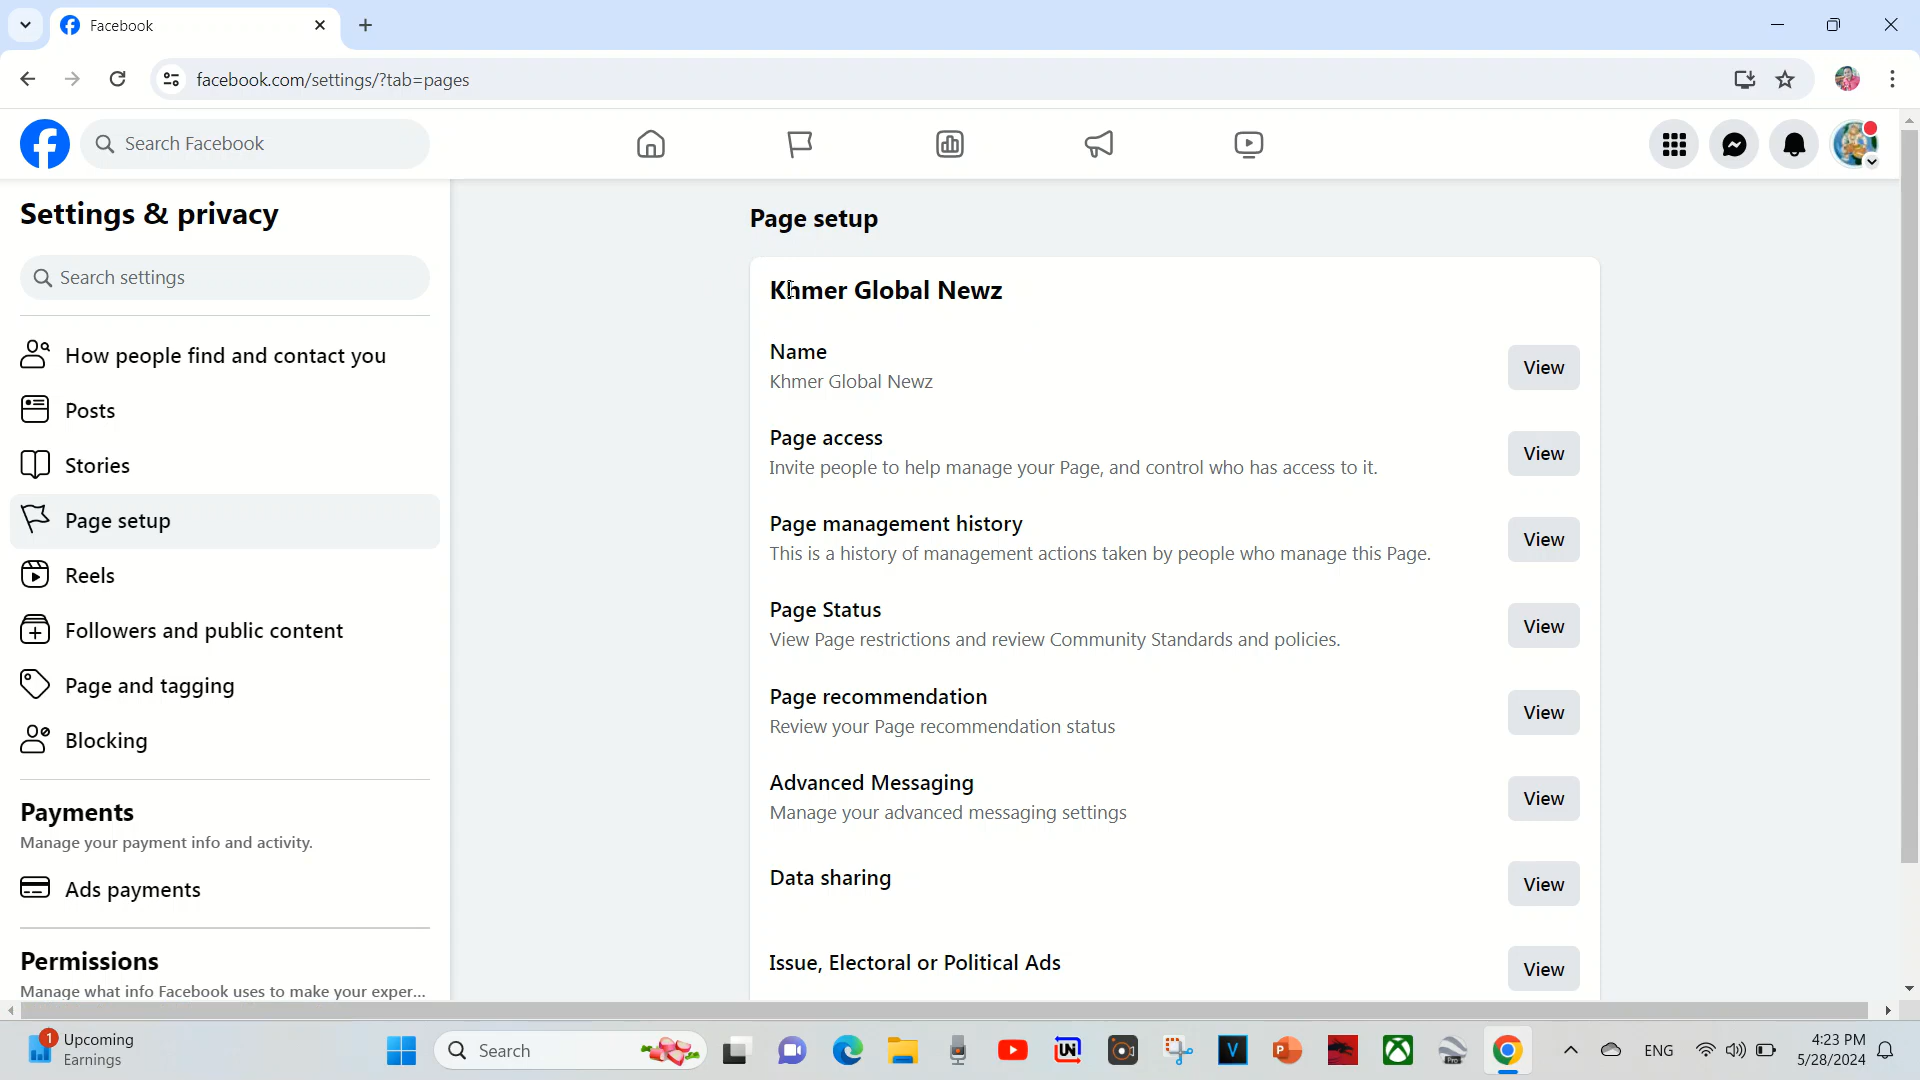 Facebook
facebook.com/settings/?tab=pages
Search Facebook
Settings & privacy
Search settings
How people find and contact you
Posts
Stories
Page setup
Reels
Followers and public content
Page and tagging
Blocking
Payments
Manage your payment info and activity.
Ads payments
Permissions
Manage what info Facebook uses to make your exper...
Page setup
Khmer Global Newz
Name
Khmer Global Newz
View
Page access
Invite people to help manage your Page, and control who has access to it.
View
Page management history
This is a history of management actions taken by people who manage this Page.
View
Page Status
View Page restrictions and review Community Standards and policies.
View
Page recommendation
Review your Page recommendation status
View
Advanced Messaging
Manage your advanced messaging settings
View
Data sharing
View
Issue, Electoral or Political Ads
View
1
Upcoming
Earnings
Search
UN
V
P
Pro
ENG
4:23 PM
5/28/2024